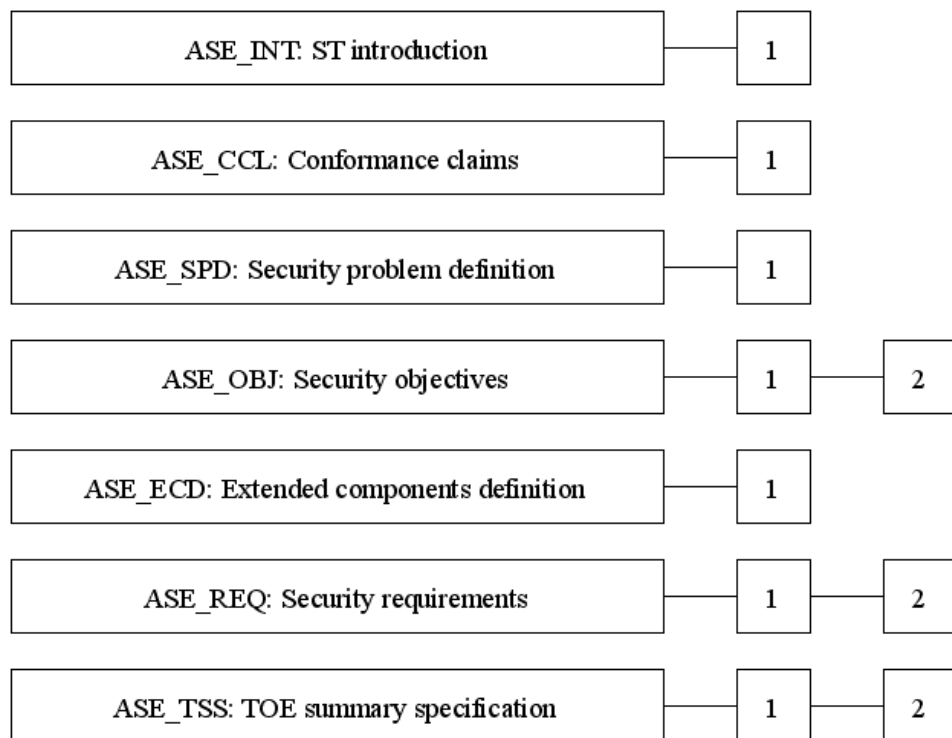 ASE_INT: ST introduction 1
ASE_CCL: Conformance claims 1
ASE_SPD: Security problem definition 1
ASE_OBJ: Security objectives 1 2
ASE_ECD: Extended components definition 1
ASE_REQ: Security requirements 1 2
ASE_TSS: TOE summary specification 1 2